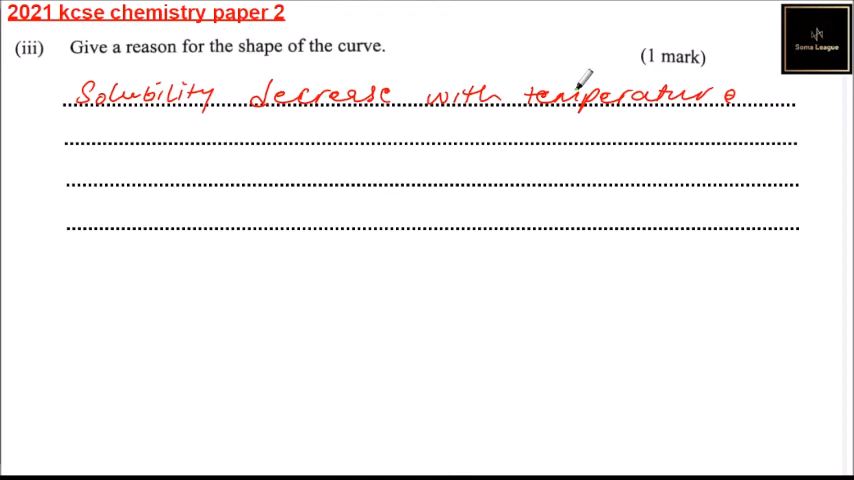 2021 kcse chemistry paper 2
(iii) Give a reason for the shape of the curve.
(1 mark)
Soma League
Solubility decrease with temperature